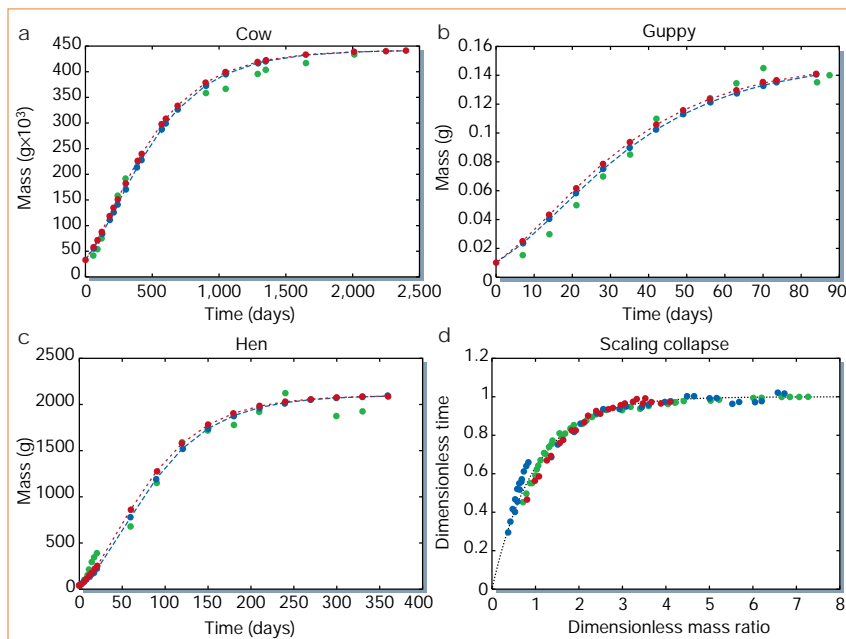 a
Cow
450
400
350
300
250
200
150
100
50
0
Mass (g×10³)
0 500 1,000 1,500 2,000 2,500
Time (days)
b
Guppy
0.16
0.14
0.12
0.1
0.08
0.06
0.04
0.02
0
Mass (g)
0 10 20 30 40 50 60 70 80 90
Time (days)
c
Hen
2500
2000
1500
1000
500
0
Mass (g)
0 50 100 150 200 250 300 350 400
Time (days)
d
Scaling collapse
1.2
1
0.8
0.6
0.4
0.2
0
Dimensionless time
0 1 2 3 4 5 6 7 8
Dimensionless mass ratio